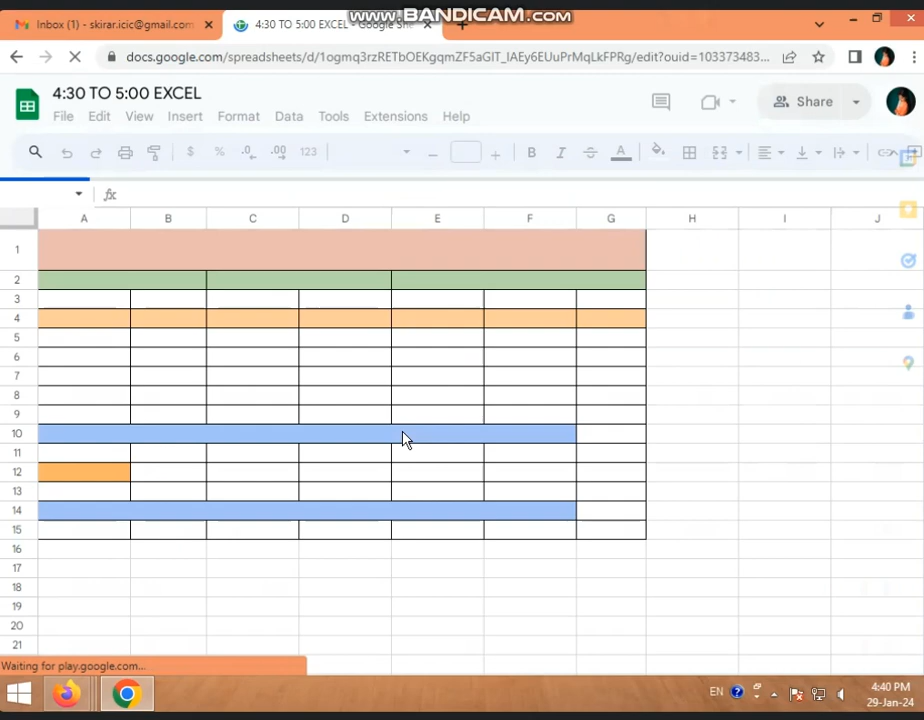 www.BANDICAM.com
Inbox (1) - skirar.icic@gmail.com
4:30 TO 5:00 EXCEL - Google She
docs.google.com/spreadsheets/d/1ogmq3rzRETbOEKgqmZF5aGIT_IAEy6EUuPrMqLkFPRg/edit?ouid=103373483...
4:30 TO 5:00 EXCEL
File Edit View Insert Format Data Tools Extensions Help
Share
$ % .0 .00 123 B I S A
fx
A B C D E F G H I J
1
2
3
4
5
6
7
8
9
10
11
12
13
14
15
16
17
18
19
20
21
Waiting for play.google.com...
EN
4:40 PM
29-Jan-24